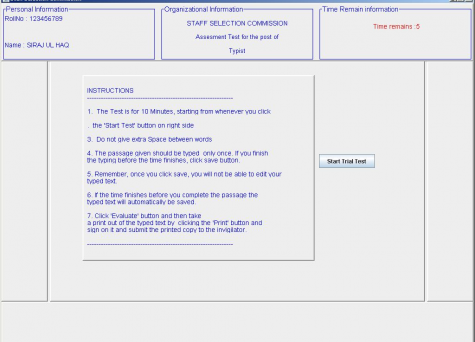 Personal Information
RollNo : 123456789
Name : SIRAJ UL HAQ
Organizational Information
STAFF SELECTION COMMISSION
Assesment Test for the post of
Typist
Time Remain information
Time remains :5
INSTRUCTIONS
1. The Test is for 10 Minutes, starting from whenever you click
. the 'Start Test' button on right side
3. Do not give extra Space between words
4. The passage given should be typed only once. If you finish
the typing before the time finishes, click save button.
5. Remember, once you click save, you will not be able to edit your
typed text.
6. If the time finishes before you complete the passage the
typed text will automatically be saved.
7. Click 'Evaluate' button and then take
a print out of the typed text by clicking the 'Print' button and
sign on it and submit the printed copy to the invigilator.
Start Trial Test